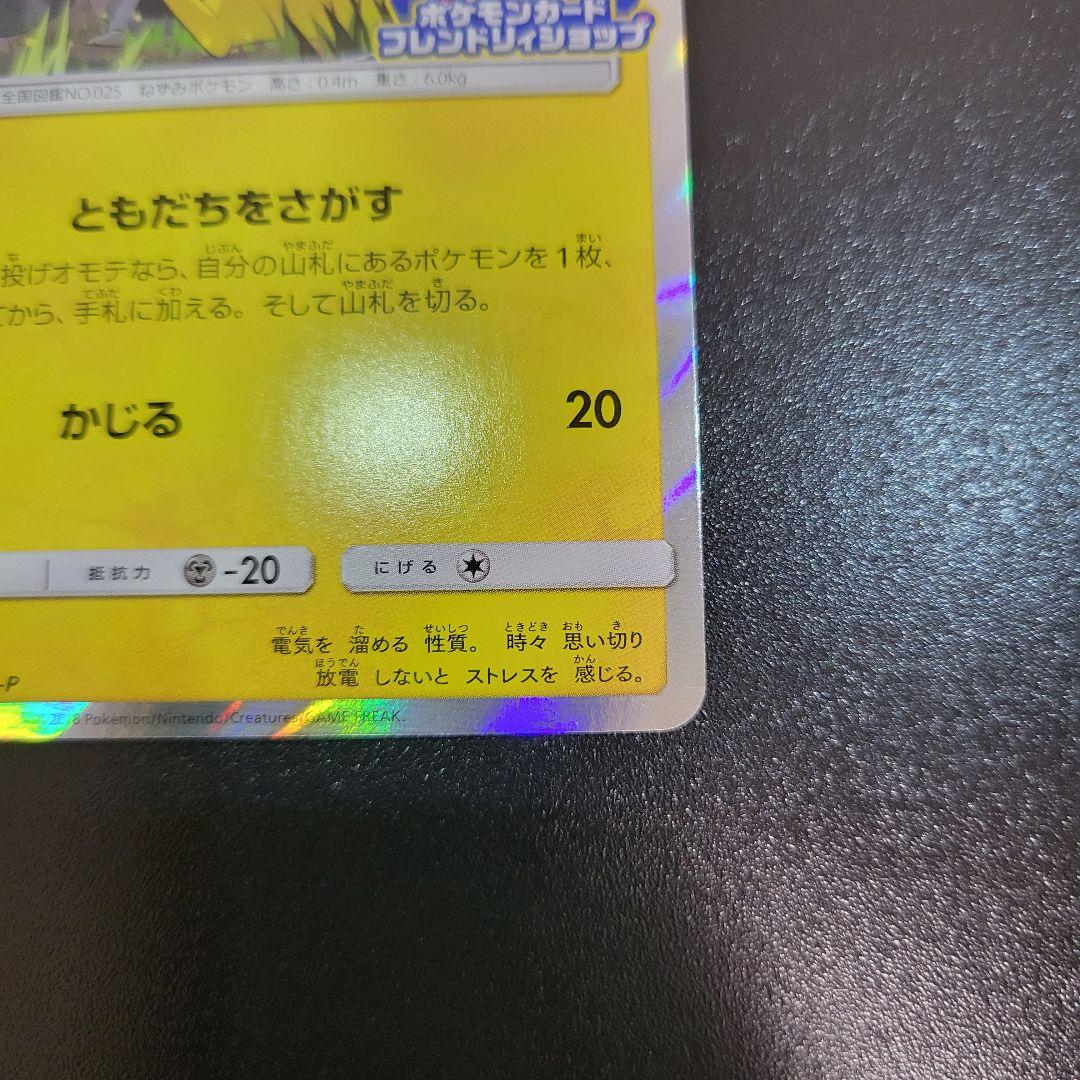 ポケモンカード
フレンドリィショップ
全国図鑑NO.025 ねずみポケモン 高さ：0.4m 重さ：6.0kg
ともだちをさがす
投げオモテなら、自分の山札にあるポケモンを1枚、
てから、手札に加える。そして山札を切る。
かじる 20
抵抗力 -20 にげる
電気を 溜める 性質。 時々 思い切り
放電 しないと ストレスを 感じる。
-P
8 Pokémon/Nintendo/Creatures/GAME FREAK.